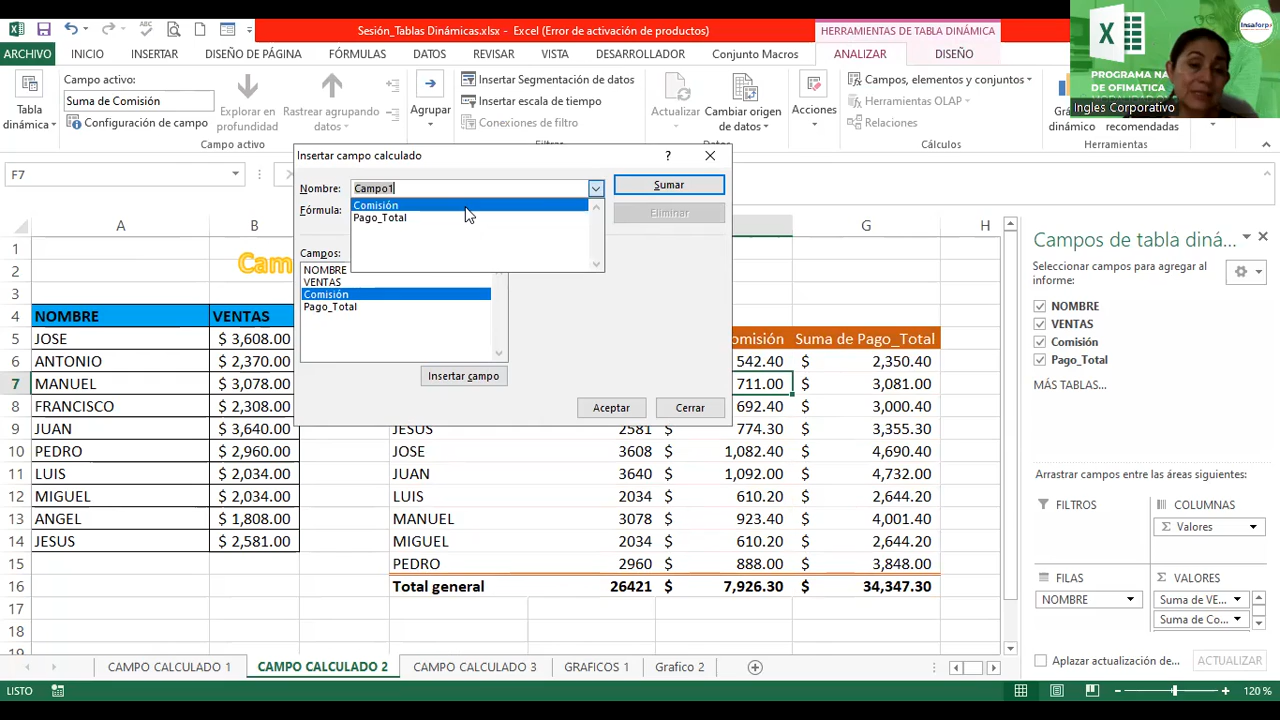 Sesión_Tablas Dinámicas.xlsx - Excel (Error de activación de productos)
HERRAMIENTAS DE TABLA DINÁMICA
ARCHIVO INICIO INSERTAR DISEÑO DE PÁGINA FÓRMULAS DATOS REVISAR VISTA DESARROLLADOR Conjunto Macros ANALIZAR DISEÑO
PROGRAMA NA
DE OFIMÁTICA
Ingles Corporativo
Insaforp
Tabla dinámica
Campo activo:
Suma de Comisión
Configuración de campo
Campo activo
Expandir en profundidad
Rastrear agrupando datos
Agrupar
Insertar Segmentación de datos
Insertar escala de tiempo
Conexiones de filtro
Actualizar
Cambiar origen de datos
Datos
Acciones
Campos, elementos y conjuntos
Herramientas OLAP
Relaciones
Cálculos
dinámico recomendadas
Herramientas
F7
Insertar campo calculado ?
Nombre: Campo1
Sumar
Comisión
Pago_Total
Fórmula:
Eliminar
Campos:
NOMBRE
VENTAS
Comisión
Pago_Total
Insertar campo
Aceptar Cerrar
A B G H
1
2 Cam
3
4 NOMBRE VENTAS
5 JOSE $ 3,608.00 omisión Suma de Pago_Total
6 ANTONIO $ 2,370.00 542.40 $ 2,350.40
7 MANUEL $ 3,078.00 711.00 $ 3,081.00
8 FRANCISCO $ 2,308.00 692.40 $ 3,000.40
9 JUAN $ 3,640.00 JESUS 2581 $ 774.30 $ 3,355.30
10 PEDRO $ 2,960.00 JOSE 3608 $ 1,082.40 $ 4,690.40
11 LUIS $ 2,034.00 JUAN 3640 $ 1,092.00 $ 4,732.00
12 MIGUEL $ 2,034.00 LUIS 2034 $ 610.20 $ 2,644.20
13 ANGEL $ 1,808.00 MANUEL 3078 $ 923.40 $ 4,001.40
14 JESUS $ 2,581.00 MIGUEL 2034 $ 610.20 $ 2,644.20
15 PEDRO 2960 $ 888.00 $ 3,848.00
16 Total general 26421 $ 7,926.30 $ 34,347.30
17
18
19
Campos de tabla diná...
Seleccionar campos para agregar al
informe:
NOMBRE
VENTAS
Comisión
Pago_Total
MÁS TABLAS...
Arrastrar campos entre las áreas siguientes:
FILTROS COLUMNAS
Valores
FILAS Σ VALORES
NOMBRE Suma de VE...
Suma de Co...
Aplazar actualización de... ACTUALIZAR
CAMPO CALCULADO 1 CAMPO CALCULADO 2 CAMPO CALCULADO 3 GRAFICOS 1 Grafico 2
LISTO 120 %